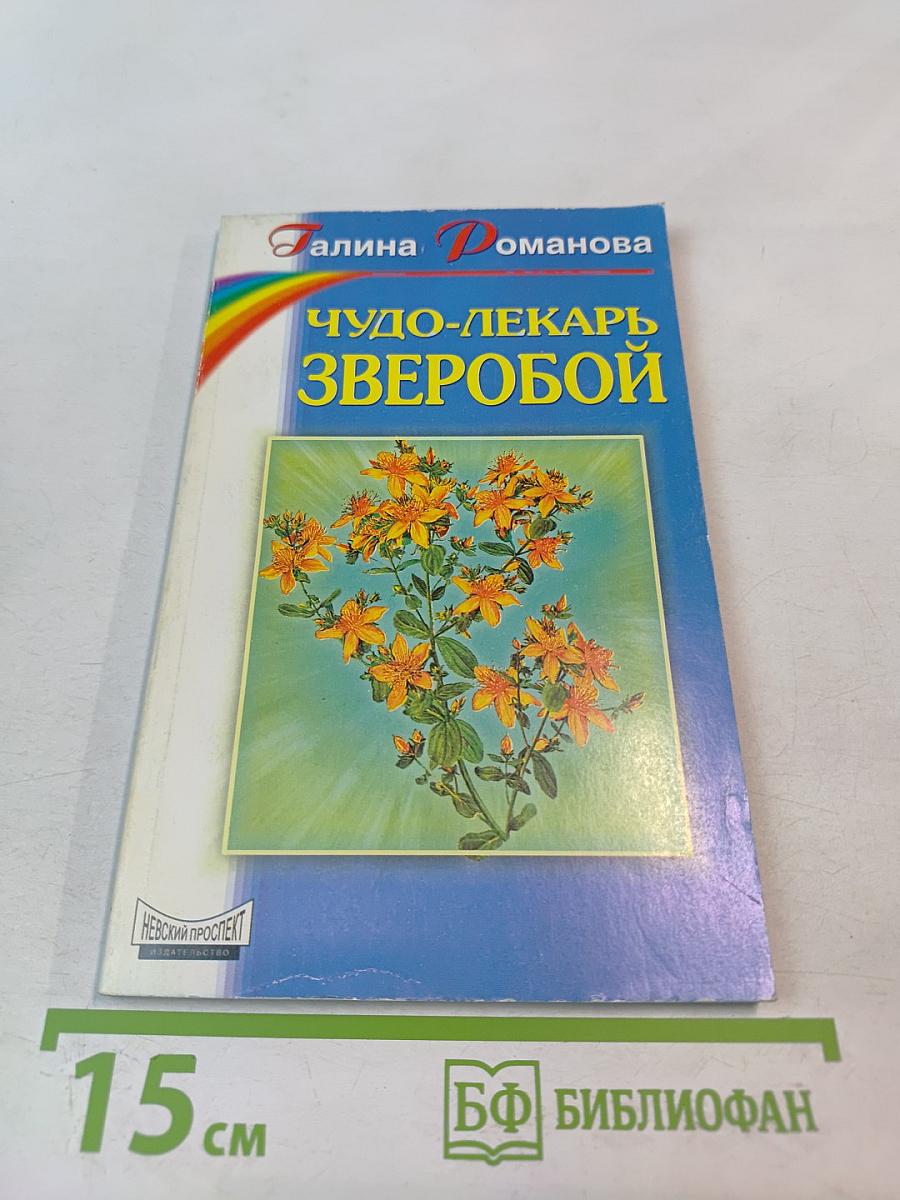 Галина Романова
ЧУДО-ЛЕКАРЬ
ЗВЕРОБОЙ
НЕВСКИЙ ПРОСПЕКТ
ИЗДАТЕЛЬСТВО
15 см
БФ БИБЛИОФАН